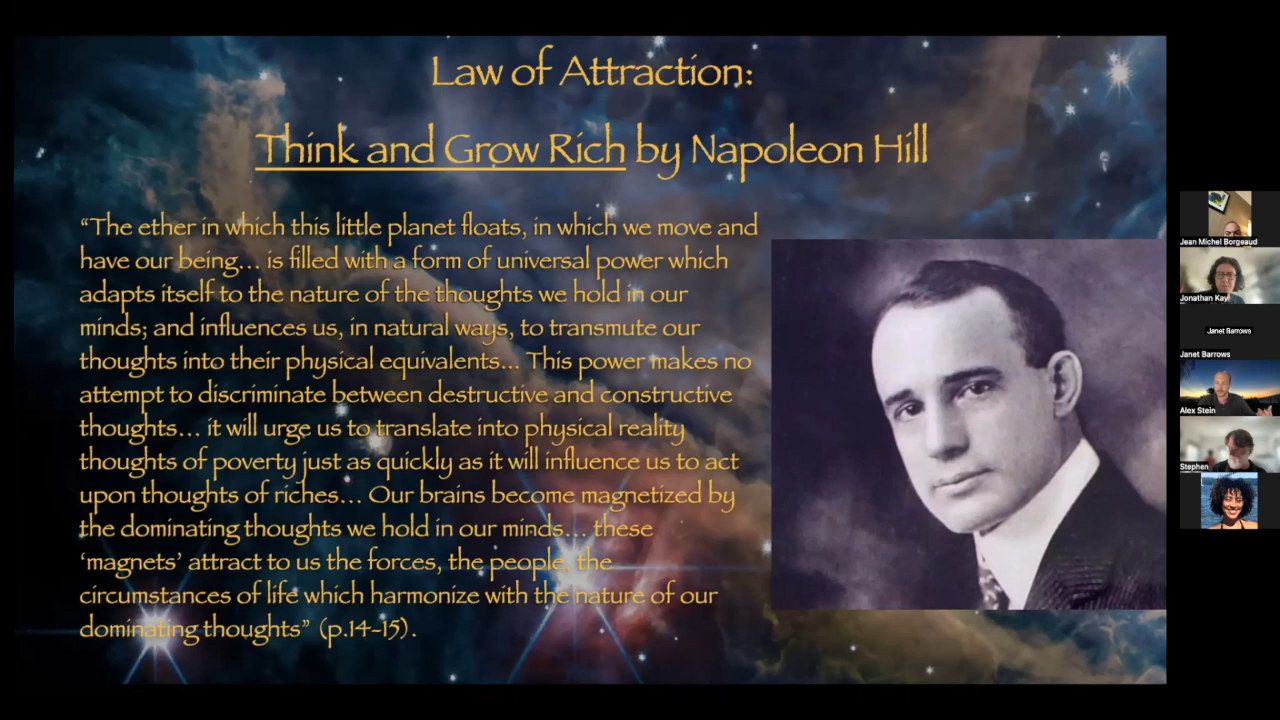 Law of Attraction:
Think and Grow Rich by Napoleon Hill
“The ether in which this little planet floats, in which we move and
have our being... is filled with a form of universal power which
adapts itself to the nature of the thoughts we hold in our
minds; and influences us, in natural ways, to transmute our
thoughts into their physical equivalents... This power makes no
attempt to discriminate between destructive and constructive
thoughts... it will urge us to translate into physical reality
thoughts of poverty just as quickly as it will influence us to act
upon thoughts of riches... Our brains become magnetized by
the dominating thoughts we hold in our minds... these
‘magnets’ attract to us the forces, the people, the
circumstances of life which harmonize with the nature of our
dominating thoughts” (p.14-15).
Jean Michel Borgeaud
Jonathan Kay
Janet Barrows
Janet Barrows
Alex Stein
Stephen